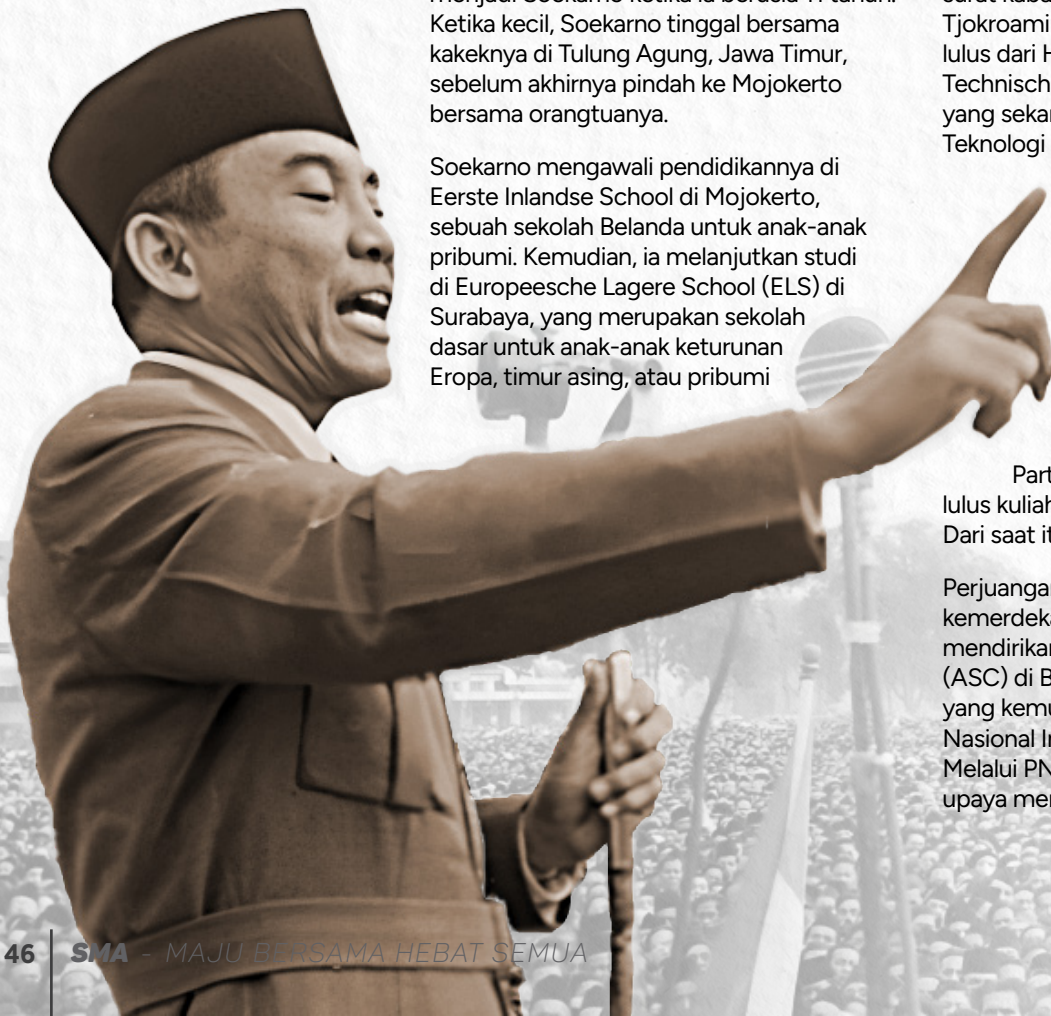 Ketika kecil, Soekarno tinggal bersama
kakeknya di Tulung Agung, Jawa Timur,
sebelum akhirnya pindah ke Mojokerto
bersama orangtuanya.
Soekarno mengawali pendidikannya di
Eerste Inlandse School di Mojokerto,
sebuah sekolah Belanda untuk anak-anak
pribumi. Kemudian, ia melanjutkan studi
di Europeesche Lagere School (ELS) di
Surabaya, yang merupakan sekolah
dasar untuk anak-anak keturunan
Eropa, timur asing, atau pribumi
Tjokroami
lulus dari H
Technisch
yang sekar
Teknologi
Part
lulus kuliah
Dari saat it
Perjuangan
kemerdeka
mendirikan
(ASC) di B
yang kemu
Nasional In
Melalui PN
upaya mer
46 | SMA - MAJU BERSAMA HEBAT SEMUA